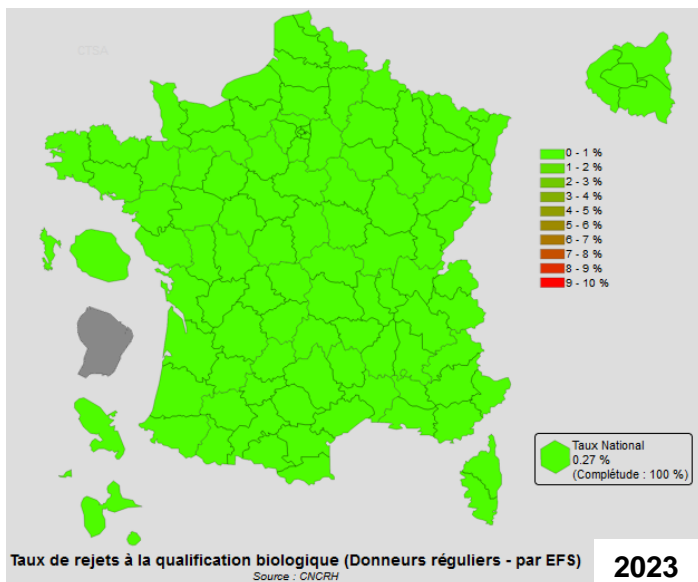 CTSA
0 - 1 %
1 - 2 %
2 - 3 %
3 - 4 %
4 - 5 %
5 - 6 %
6 - 7 %
7 - 8 %
8 - 9 %
9 - 10 %
Taux National
0.27 %
(Complétude : 100 %)
Taux de rejets à la qualification biologique (Donneurs réguliers - par EFS)
Source : CNCRH
2023